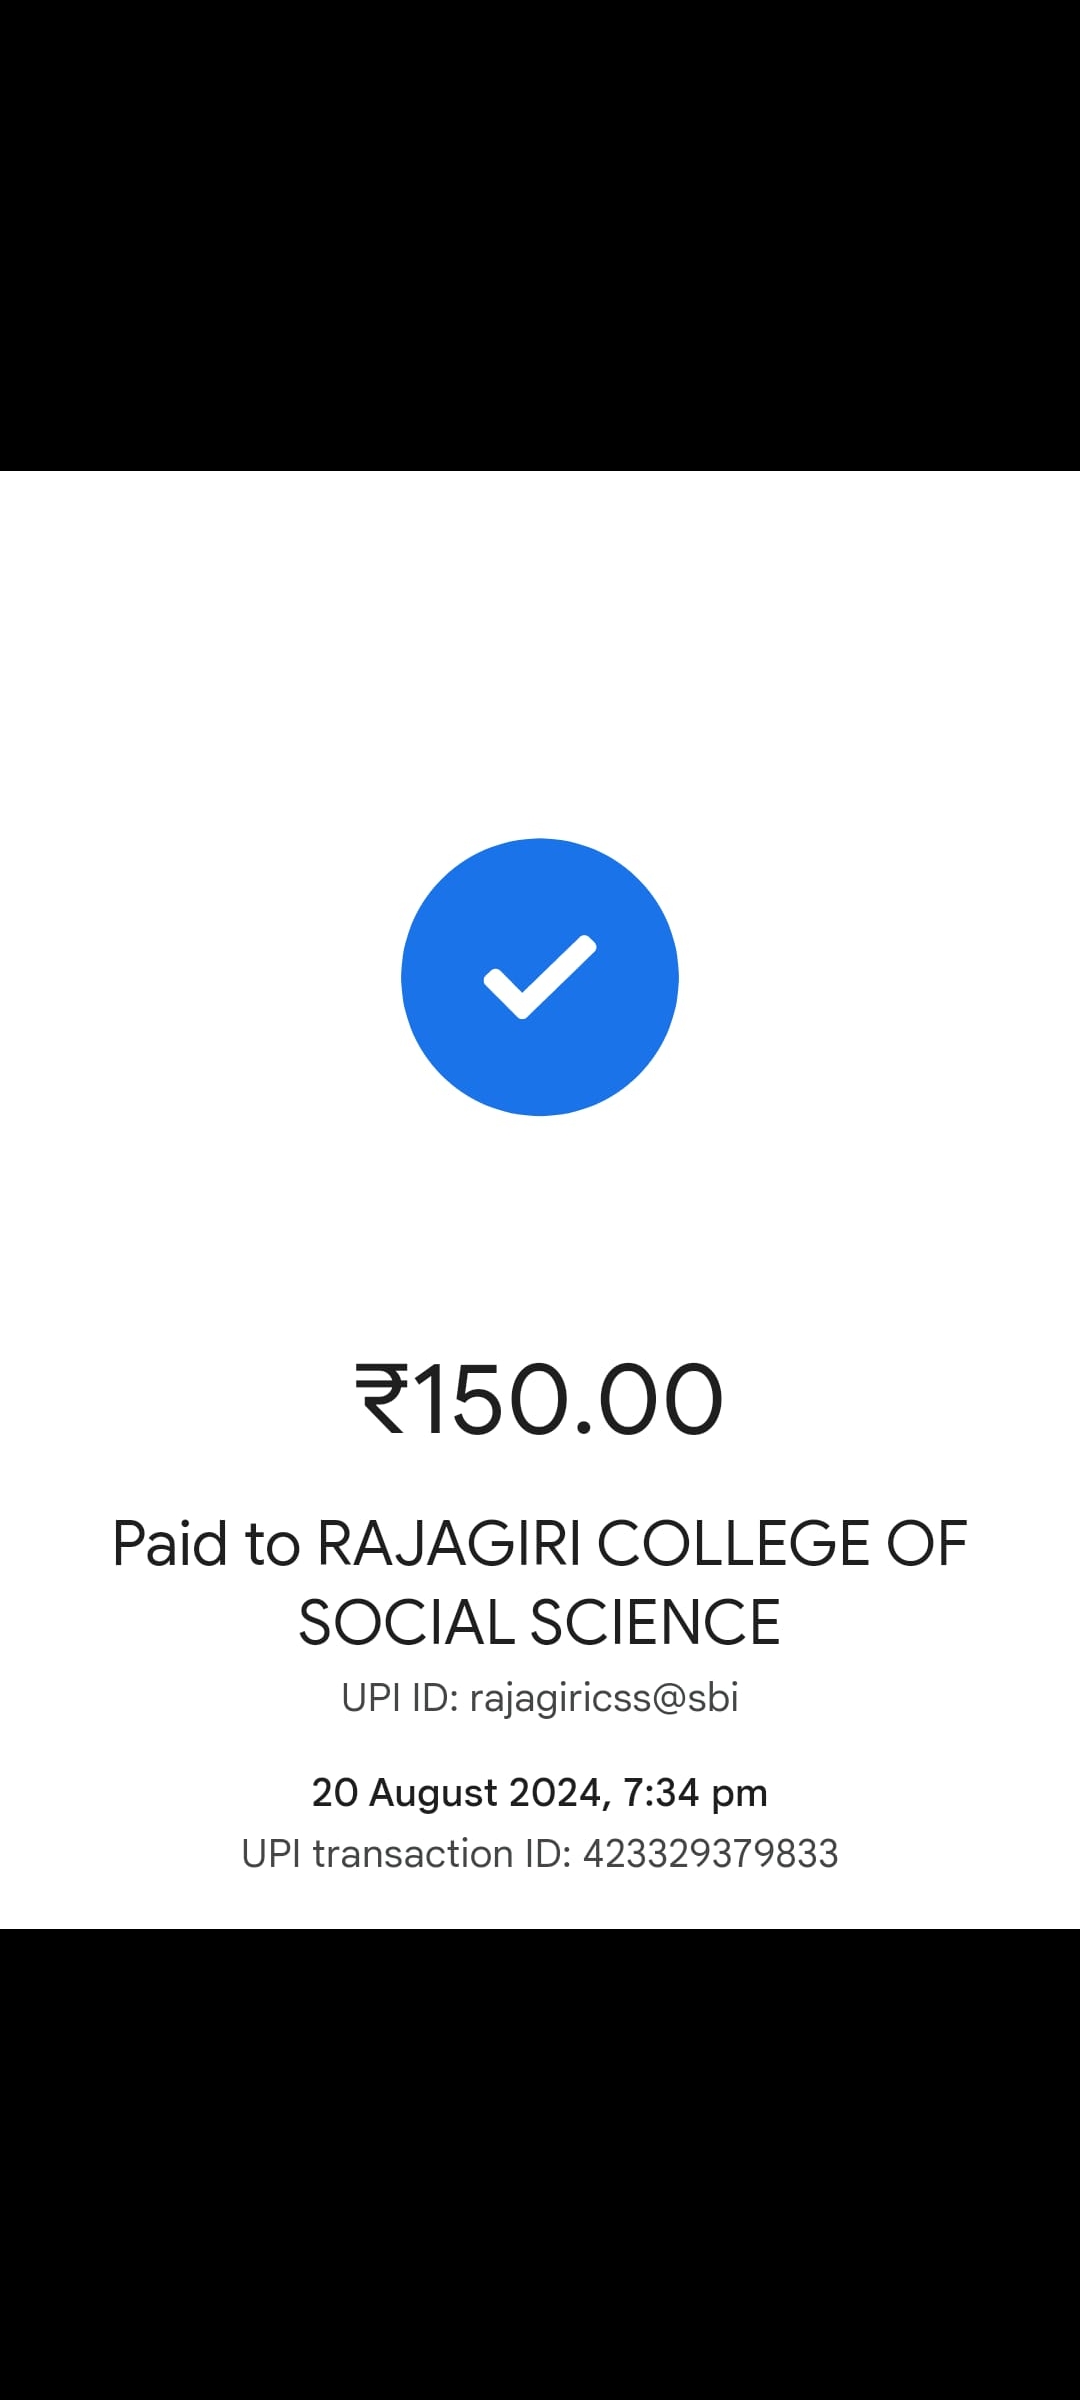 ₹150.00
Paid to RAJAGIRI COLLEGE OF
SOCIAL SCIENCE
UPI ID: rajagiricss@sbi
20 August 2024, 7:34 pm
UPI transaction ID: 423329379833